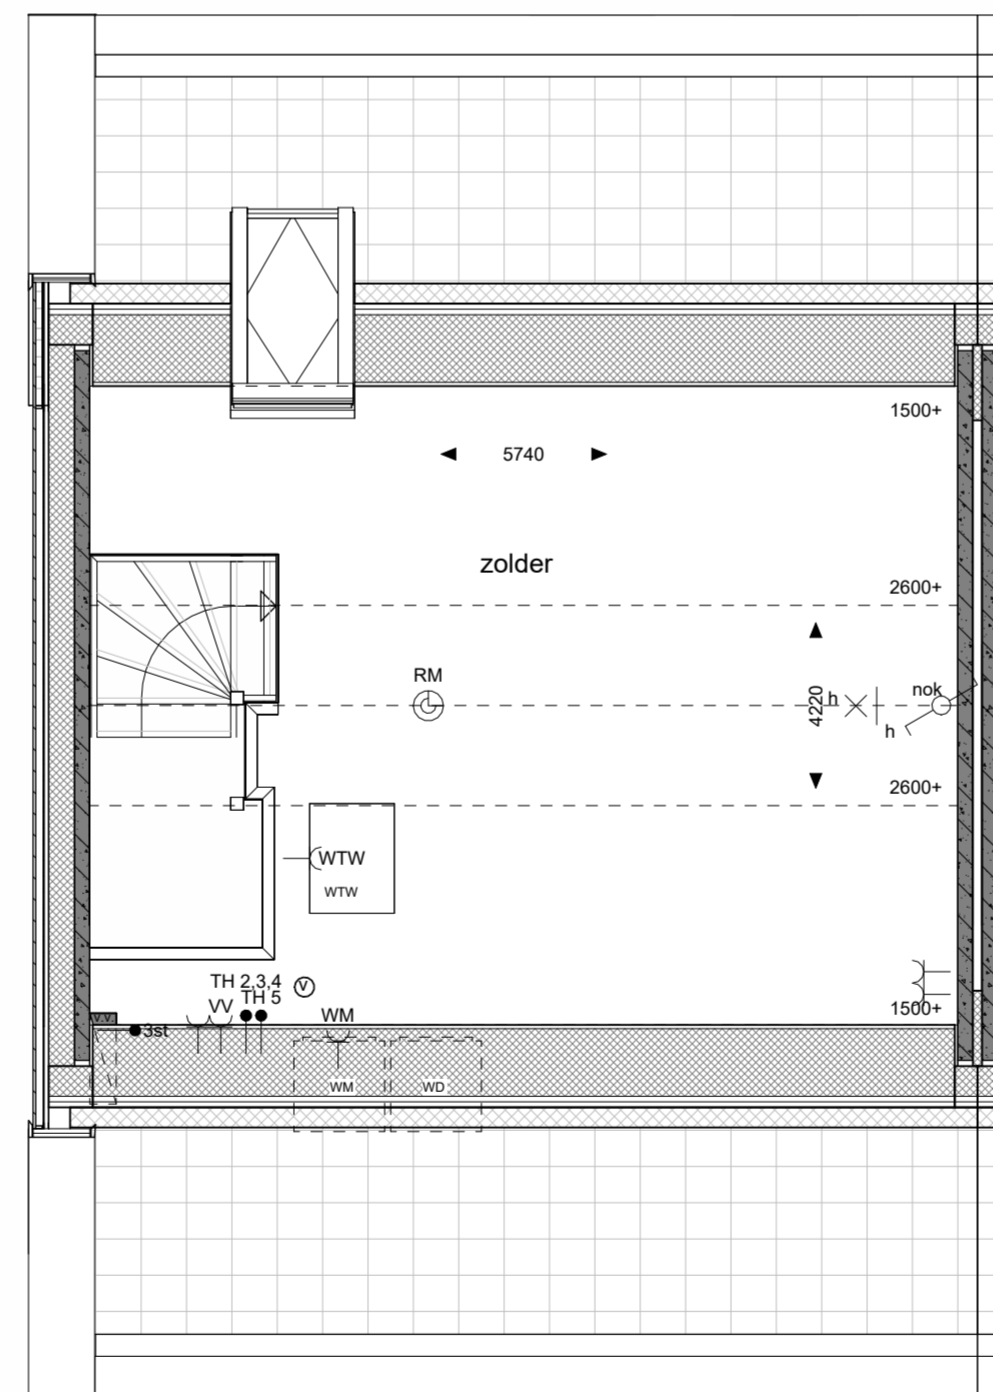 1500+
5740
zolder
2600+
RM
nok
4220
h
h
2600+
WTW
WTW
TH 2,3,4
V
TH 5
VV
1500+
V.V.
3st
WM
WM
WD